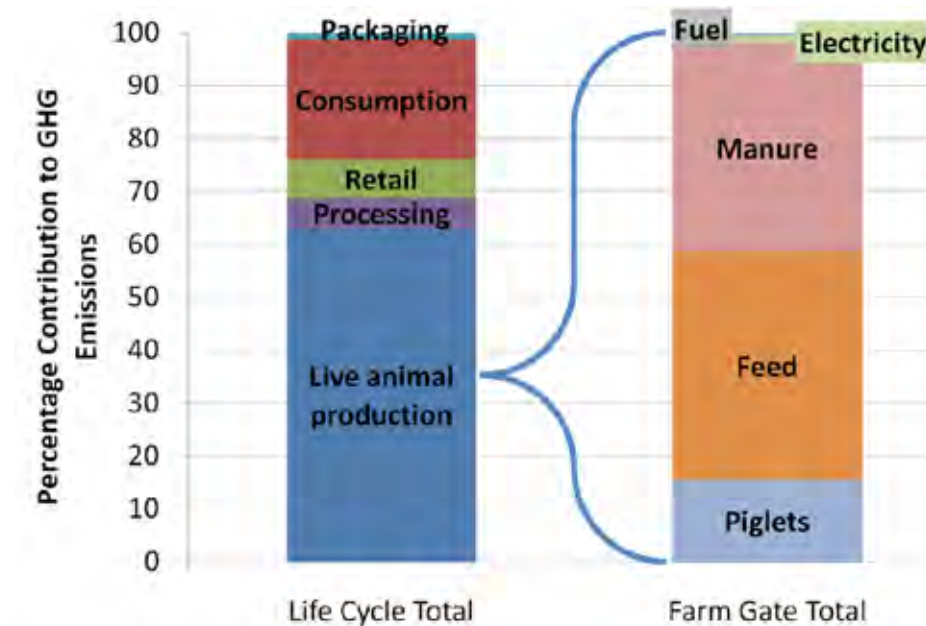 Percentage Contribution to GHG
Emissions
100
90
80
70
60
50
40
30
20
10
0
Packaging
Consumption
Retail
Processing
Live animal
production
Life Cycle Total
Fuel
Electricity
Manure
Feed
Piglets
Farm Gate Total